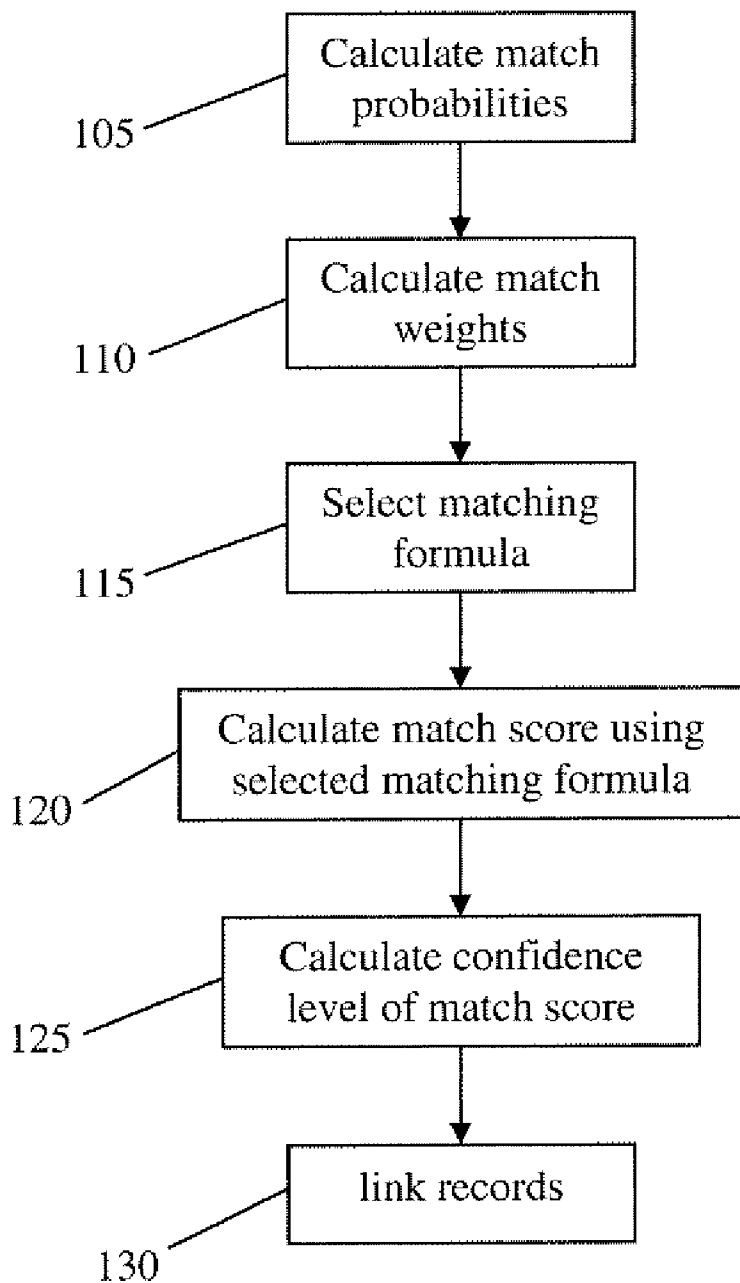 Calculate match
probabilities
105
Calculate match
weights
110
Select matching
formula
115
Calculate match score using
selected matching formula
120
Calculate confidence
level of match score
125
link records
130